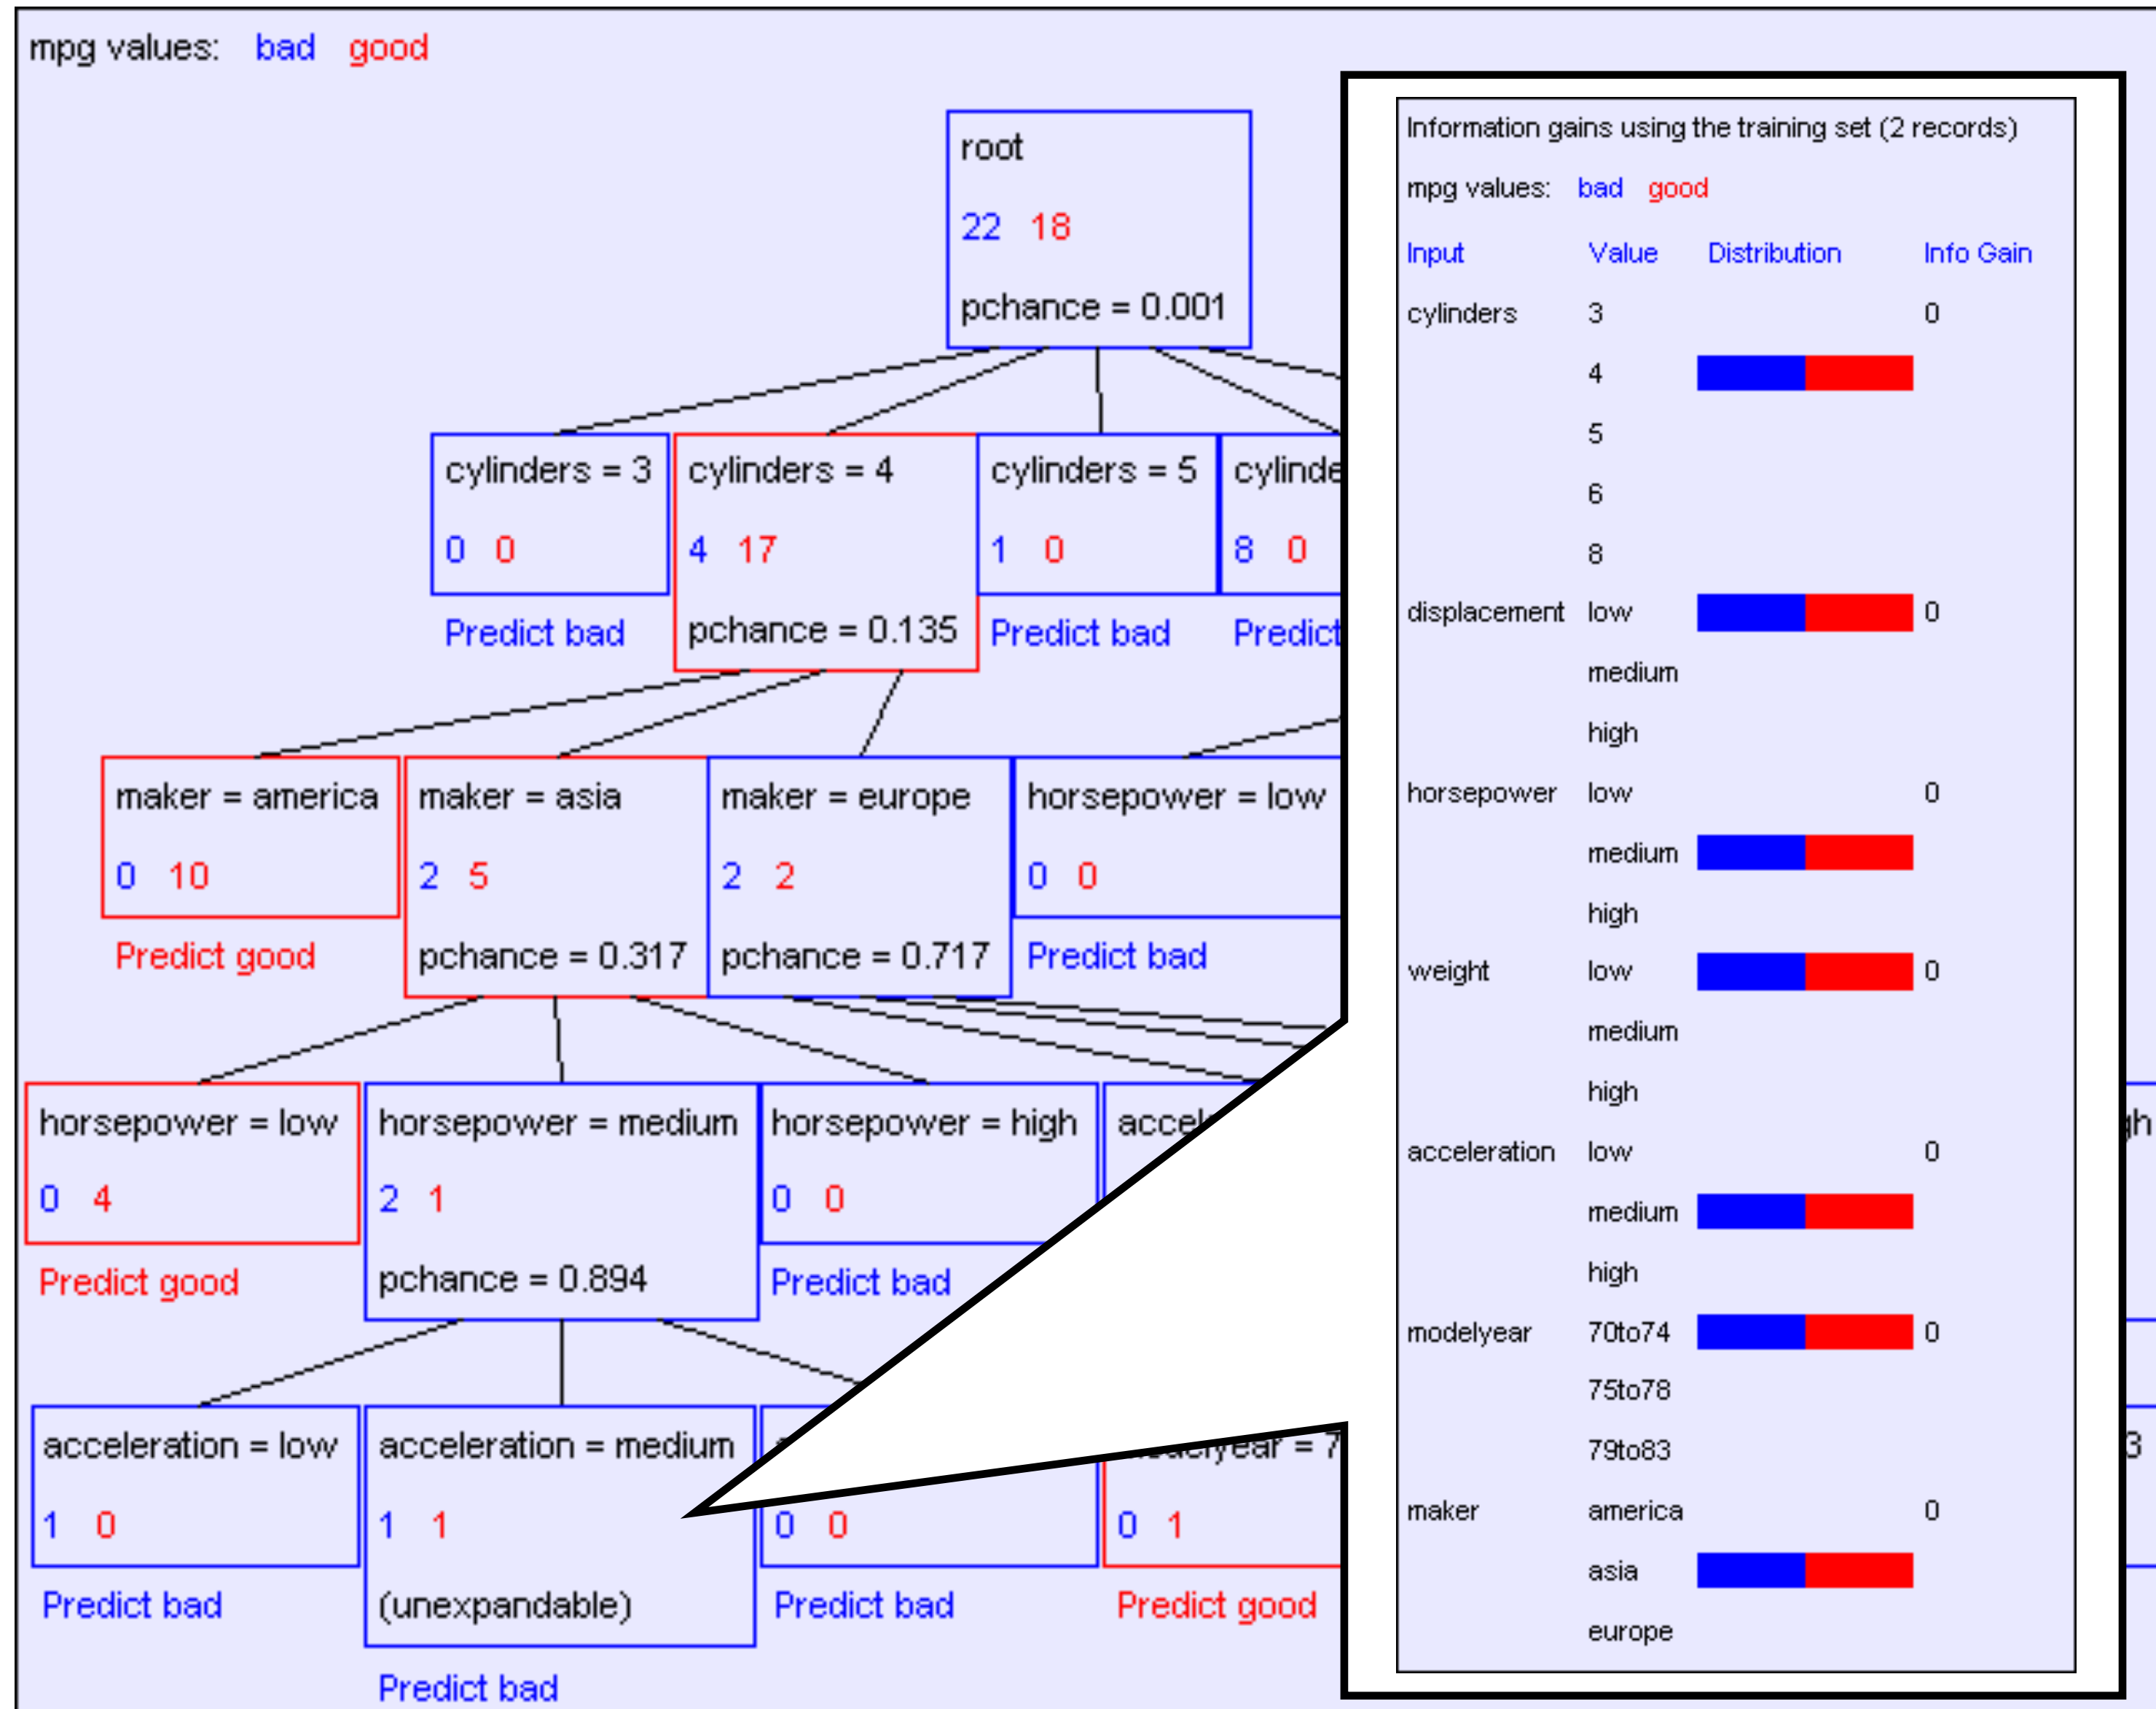 mpg values: bad good
root
22 18
pchance = 0.001
cylinders = 3
0 0
Predict bad
cylinders = 4
4 17
pchance = 0.135
cylinders = 5
1 0
Predict bad
cylinde
8 0
Predict
maker = america
0 10
Predict good
maker = asia
2 5
pchance = 0.317
maker = europe
2 2
pchance = 0.717
horsepower = low
0 0
Predict bad
horsepower = low
0 4
Predict good
horsepower = medium
2 1
pchance = 0.894
horsepower = high
0 0
Predict bad
accel
gh
acceleration = low
1 0
Predict bad
acceleration = medium
1 1
(unexpandable)
Predict bad
0 0
Predict bad
year = 7
0 1
Predict good
3
Information gains using the training set (2 records)
mpg values: bad good
Input Value Distribution Info Gain
cylinders 3 0
4
5
6
8
displacement low 0
medium
high
horsepower low 0
medium
high
weight low 0
medium
high
acceleration low 0
medium
high
modelyear 70to74 0
75to78
79to83
maker america 0
asia
europe